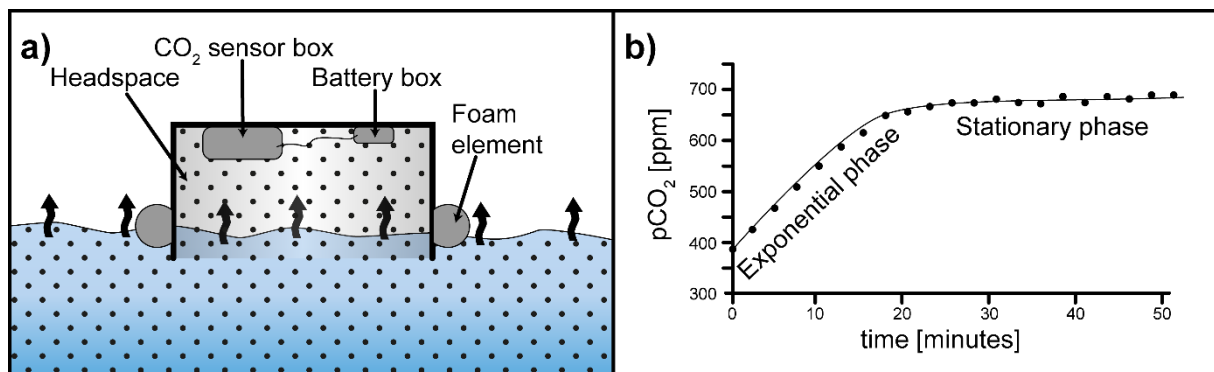 a)
CO₂ sensor box
Headspace
Battery box
Foam
element
b)
pCO₂ [ppm]
700
600
500
400
300
Exponential phase
Stationary phase
0
10
20
30
40
50
time [minutes]